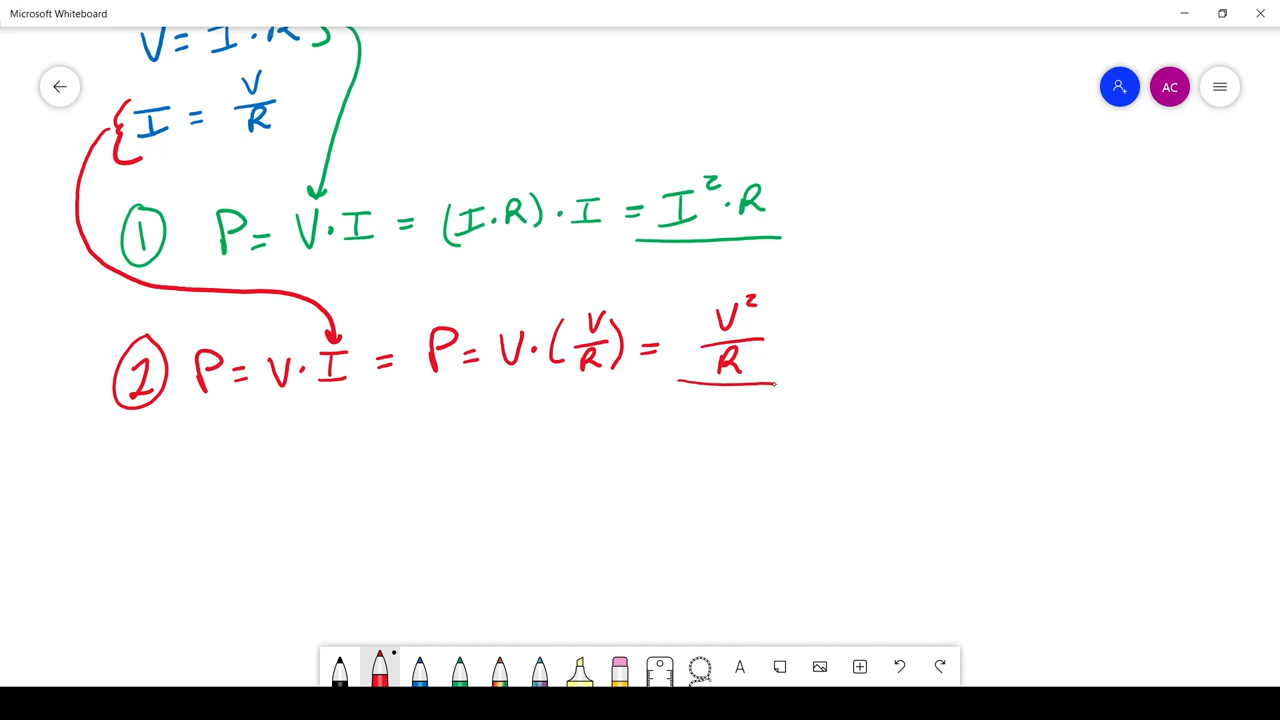 Microsoft Whiteboard
V = I · R
I = V/R
AC
① P = V · I = (I · R) · I = I² · R
② P = V · I = P = V · (V/R) = V²/R
A